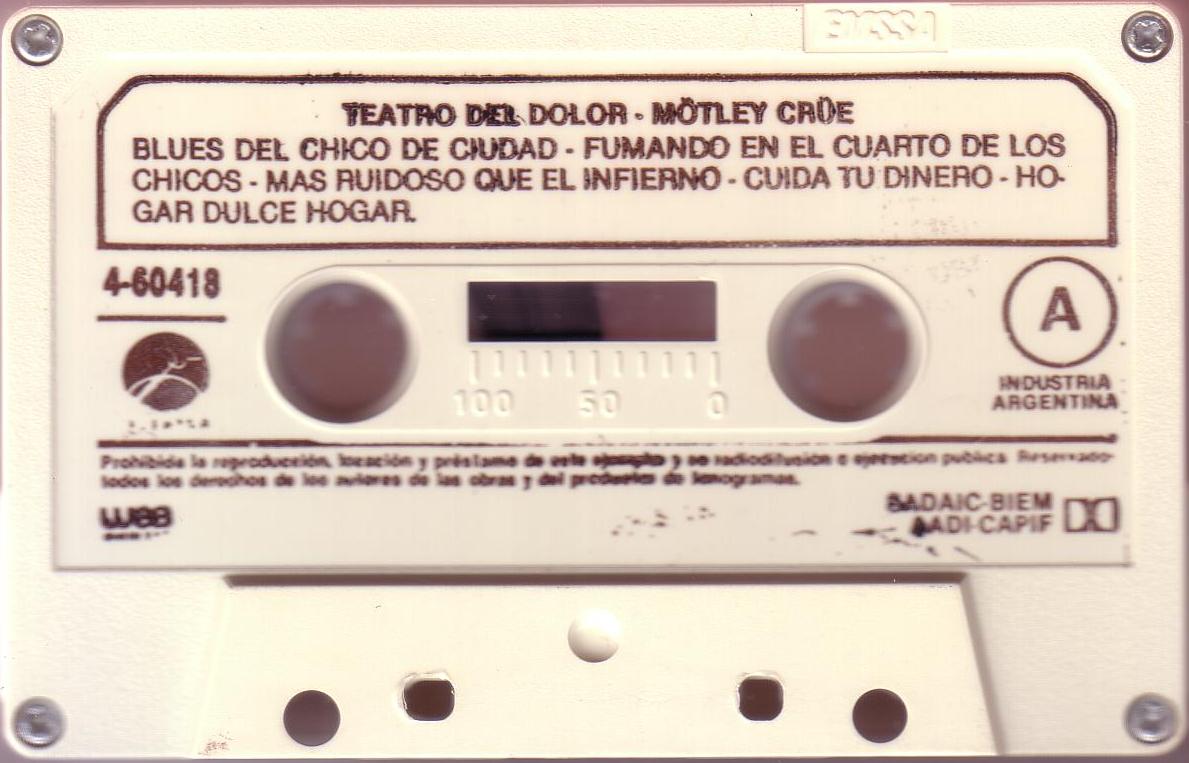 EMSSA
TEATRO DEL DOLOR - MÖTLEY CRÜE
BLUES DEL CHICO DE CIUDAD - FUMANDO EN EL CUARTO DE LOS
CHICOS - MAS RUIDOSO QUE EL INFIERNO - CUIDA TU DINERO - HO-
GAR DULCE HOGAR.
4-60418
A
INDUSTRIA
ARGENTINA
100 50 0
Prohibida la reproducción, locación y préstamo de este ejemplar y su radiodifusión o ejecución publica. Reservado-
todos los derechos de los autores de las obras y del productor de fonogramas.
wea
SADAIC-BIEM
AADI-CAPIF